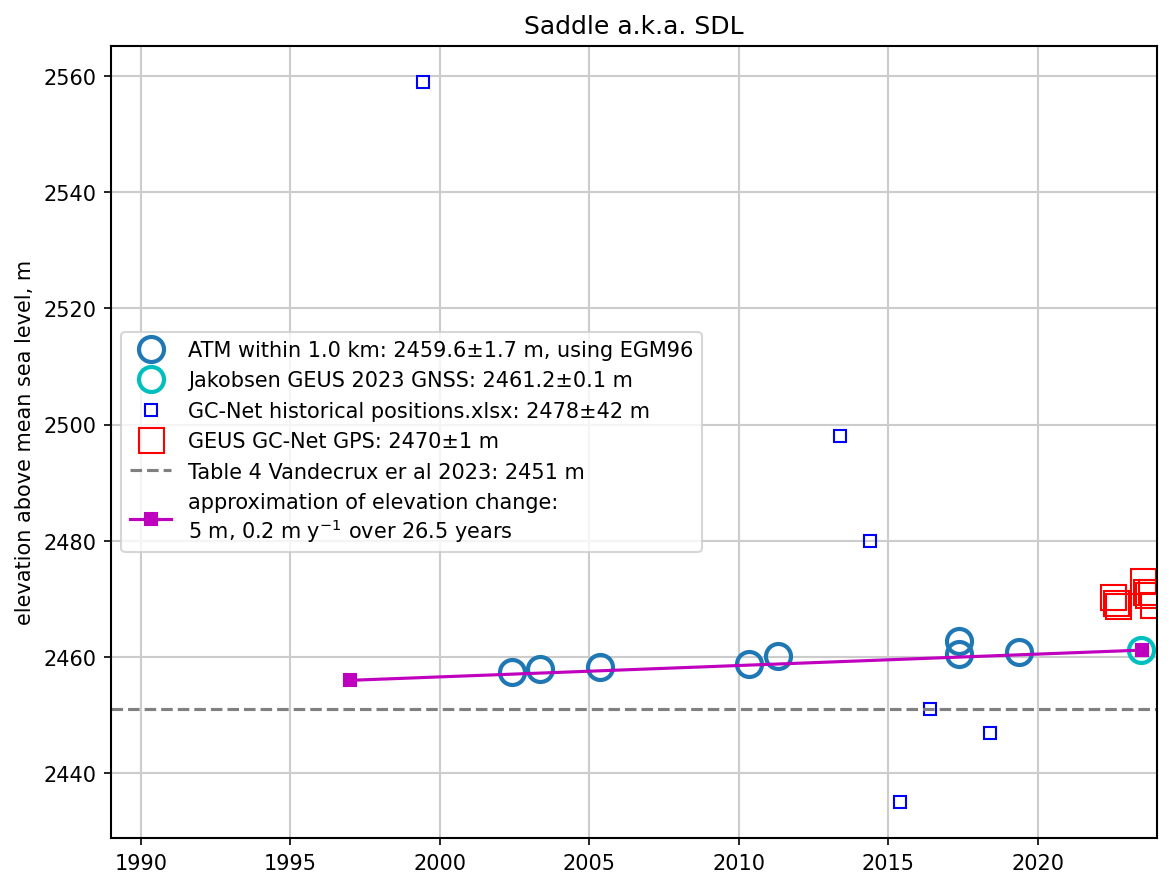 Saddle a.k.a. SDL
elevation above mean sea level, m
2560
2540
2520
2500
2480
2460
2440
ATM within 1.0 km: 2459.6±1.7 m, using EGM96
Jakobsen GEUS 2023 GNSS: 2461.2±0.1 m
GC-Net historical positions.xlsx: 2478±42 m
GEUS GC-Net GPS: 2470±1 m
Table 4 Vandecrux er al 2023: 2451 m
approximation of elevation change:
5 m, 0.2 m y⁻¹ over 26.5 years
1990 1995 2000 2005 2010 2015 2020